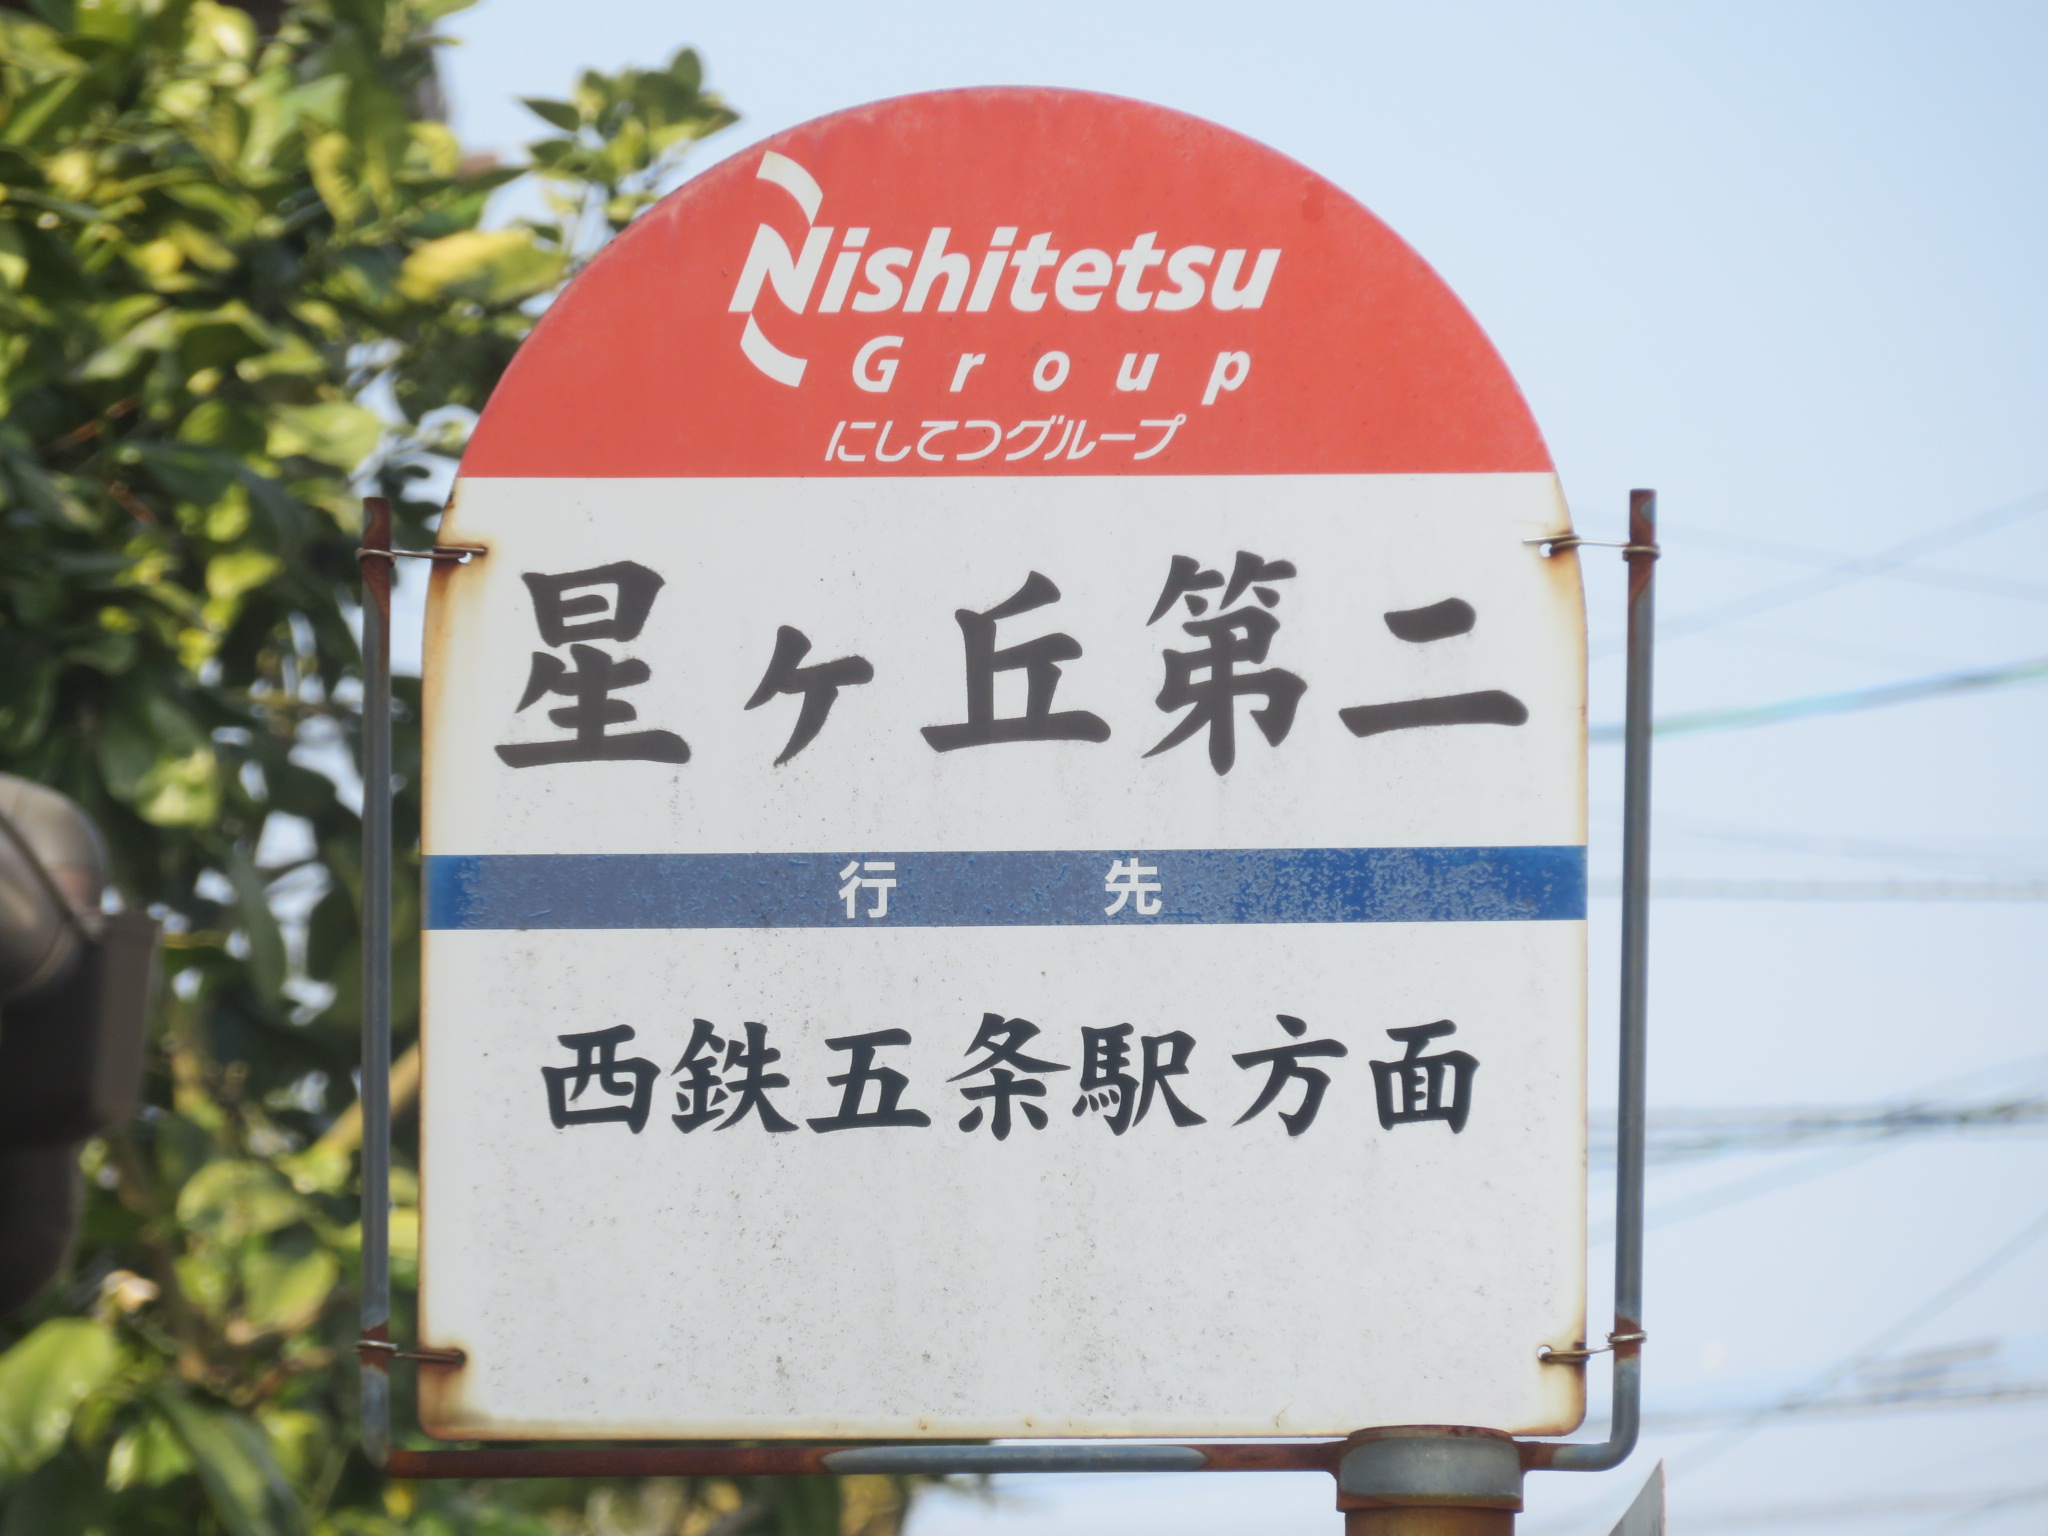 Nishitetsu
Group
にしてつグループ
星ヶ丘第二
行先
西鉄五条駅方面